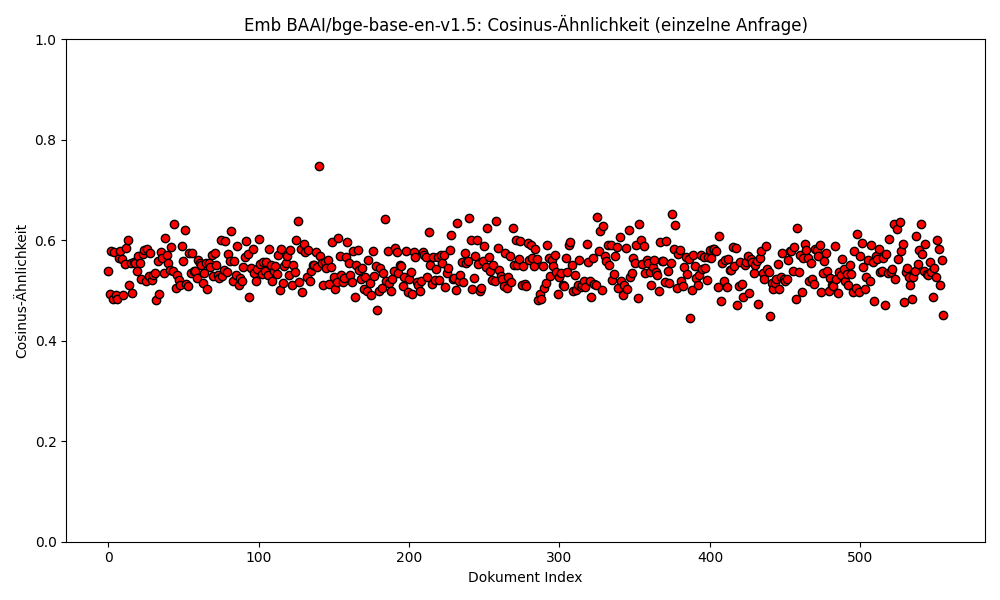 Emb BAAI/bge-base-en-v1.5: Cosinus-Ähnlichkeit (einzelne Anfrage)
Cosinus-Ähnlichkeit
1.0
0.8
0.6
0.4
0.2
0.0
0 100 200 300 400 500
Dokument Index